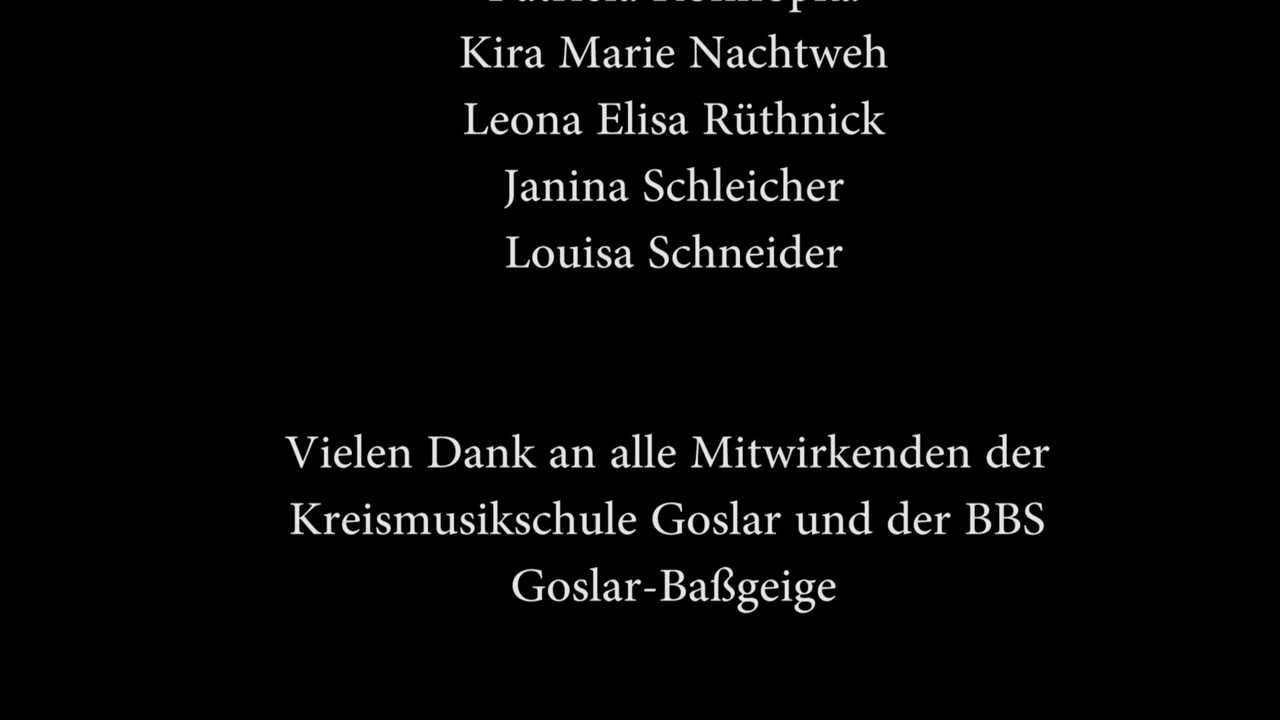 Kira Marie Nachtweh
Leona Elisa Rüthnick
Janina Schleicher
Louisa Schneider
Vielen Dank an alle Mitwirkenden der
Kreismusikschule Goslar und der BBS
Goslar-Baßgeige